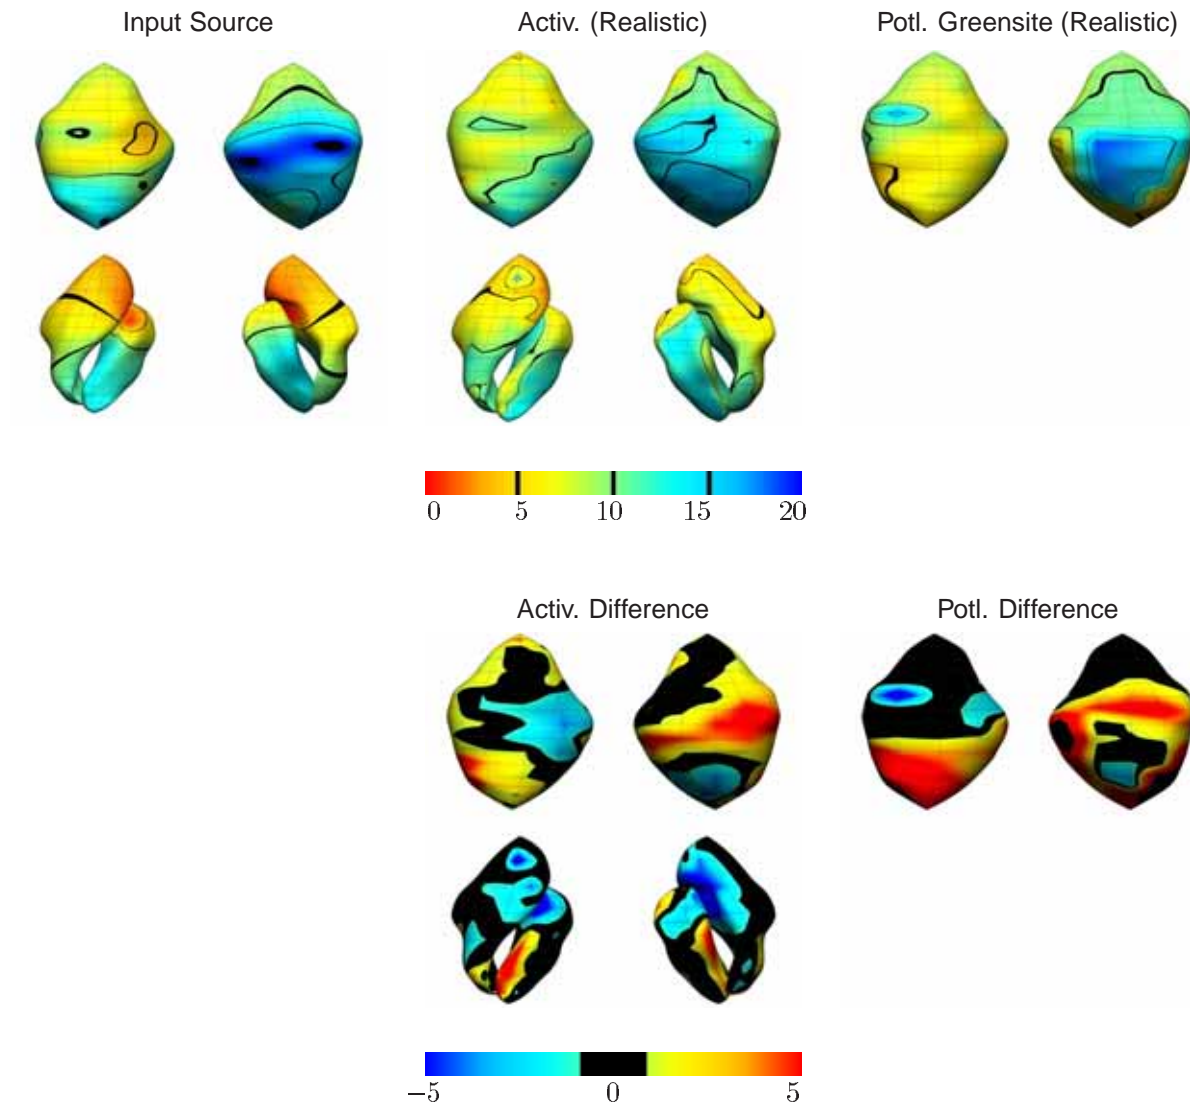 Input Source
Activ. (Realistic)
Potl. Greensite (Realistic)
0 5 10 15 20
Activ. Difference
Potl. Difference
−5 0 5